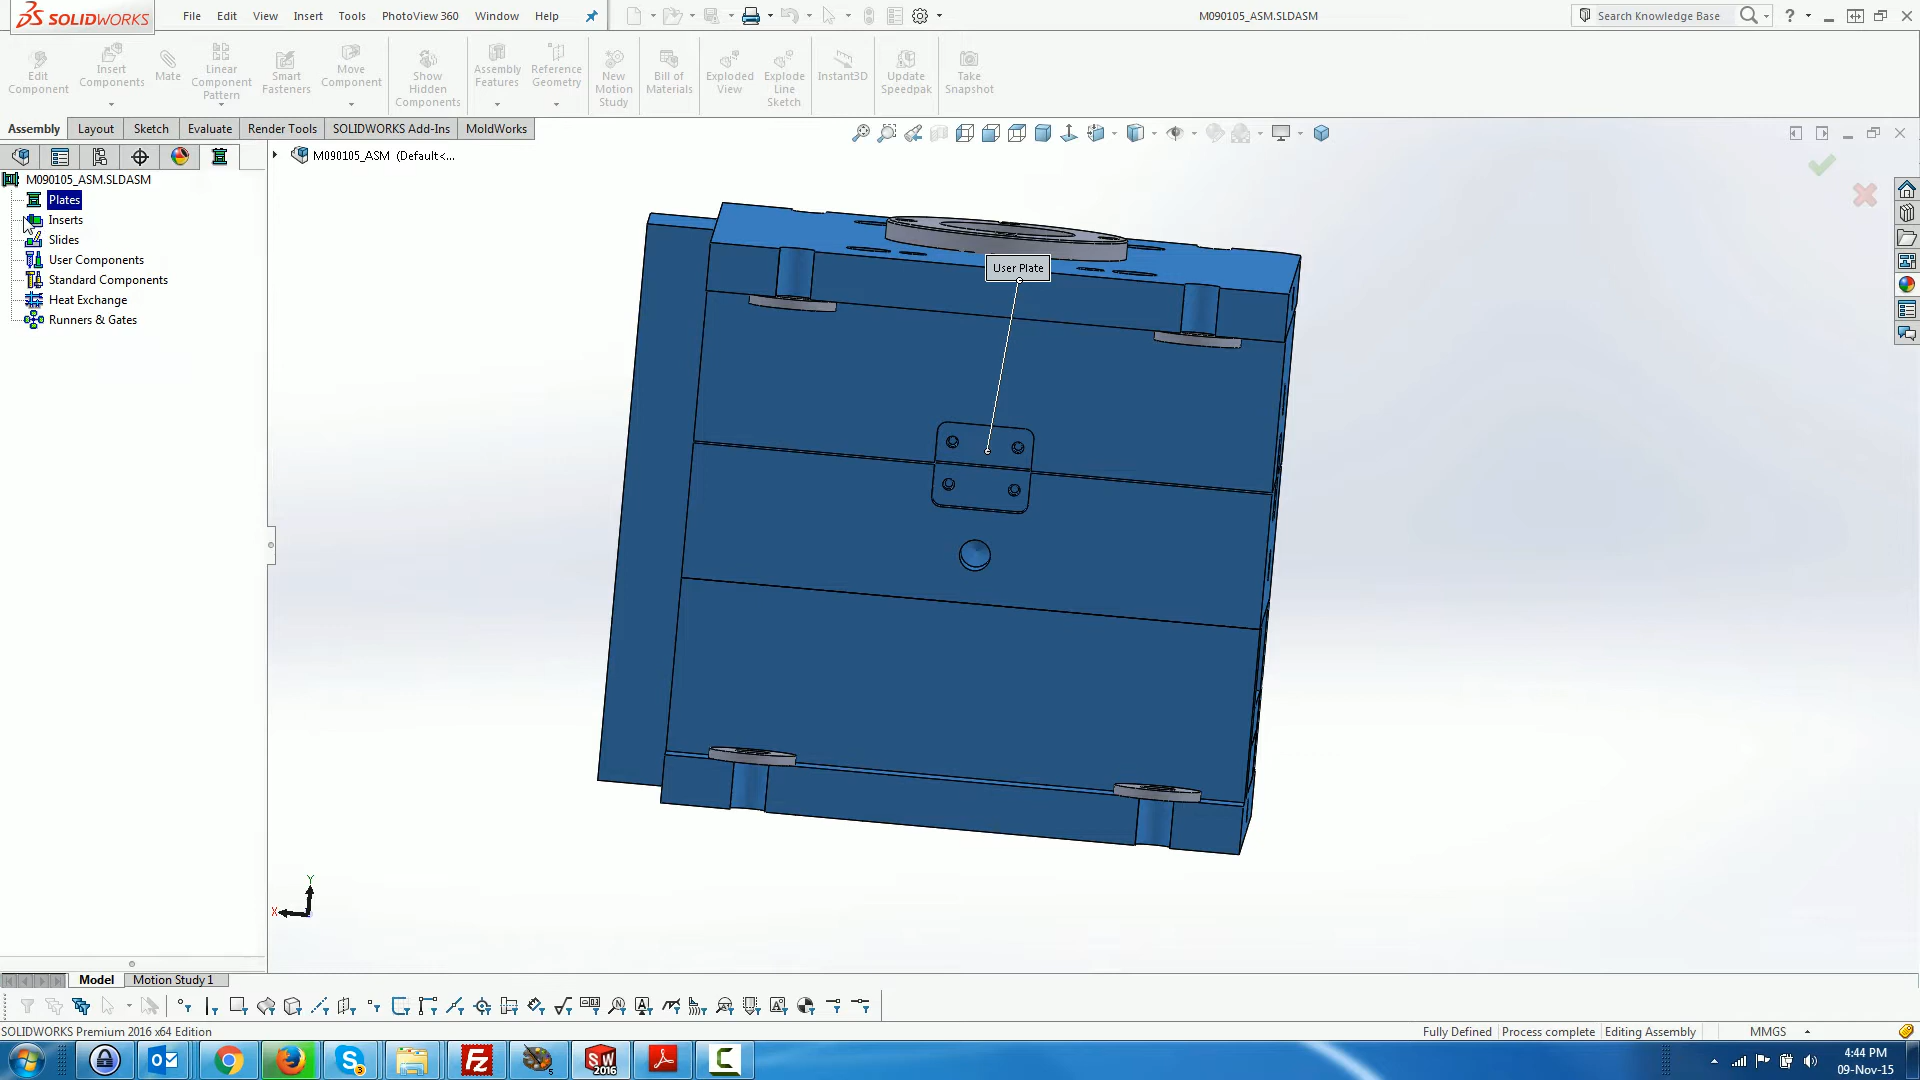 SOLIDWORKS
File Edit View Insert Tools PhotoView 360 Window Help
M090105_ASM.SLDASM
Search Knowledge Base
Edit Component
Insert Components
Mate
Linear Component Pattern
Smart Fasteners
Move Component
Show Hidden Components
Assembly Features
Reference Geometry
New Motion Study
Bill of Materials
Exploded View
Explode Line Sketch
Instant3D
Update Speedpak
Take Snapshot
Assembly Layout Sketch Evaluate Render Tools SOLIDWORKS Add-Ins MoldWorks
M090105_ASM (Default<...
M090105_ASM.SLDASM
Plates
Inserts
Slides
User Components
Standard Components
Heat Exchange
Runners & Gates
User Plate
Y
X
Model Motion Study 1
SOLIDWORKS Premium 2016 x64 Edition
Fully Defined Process complete Editing Assembly MMGS
4:44 PM
09-Nov-15
SW
2016